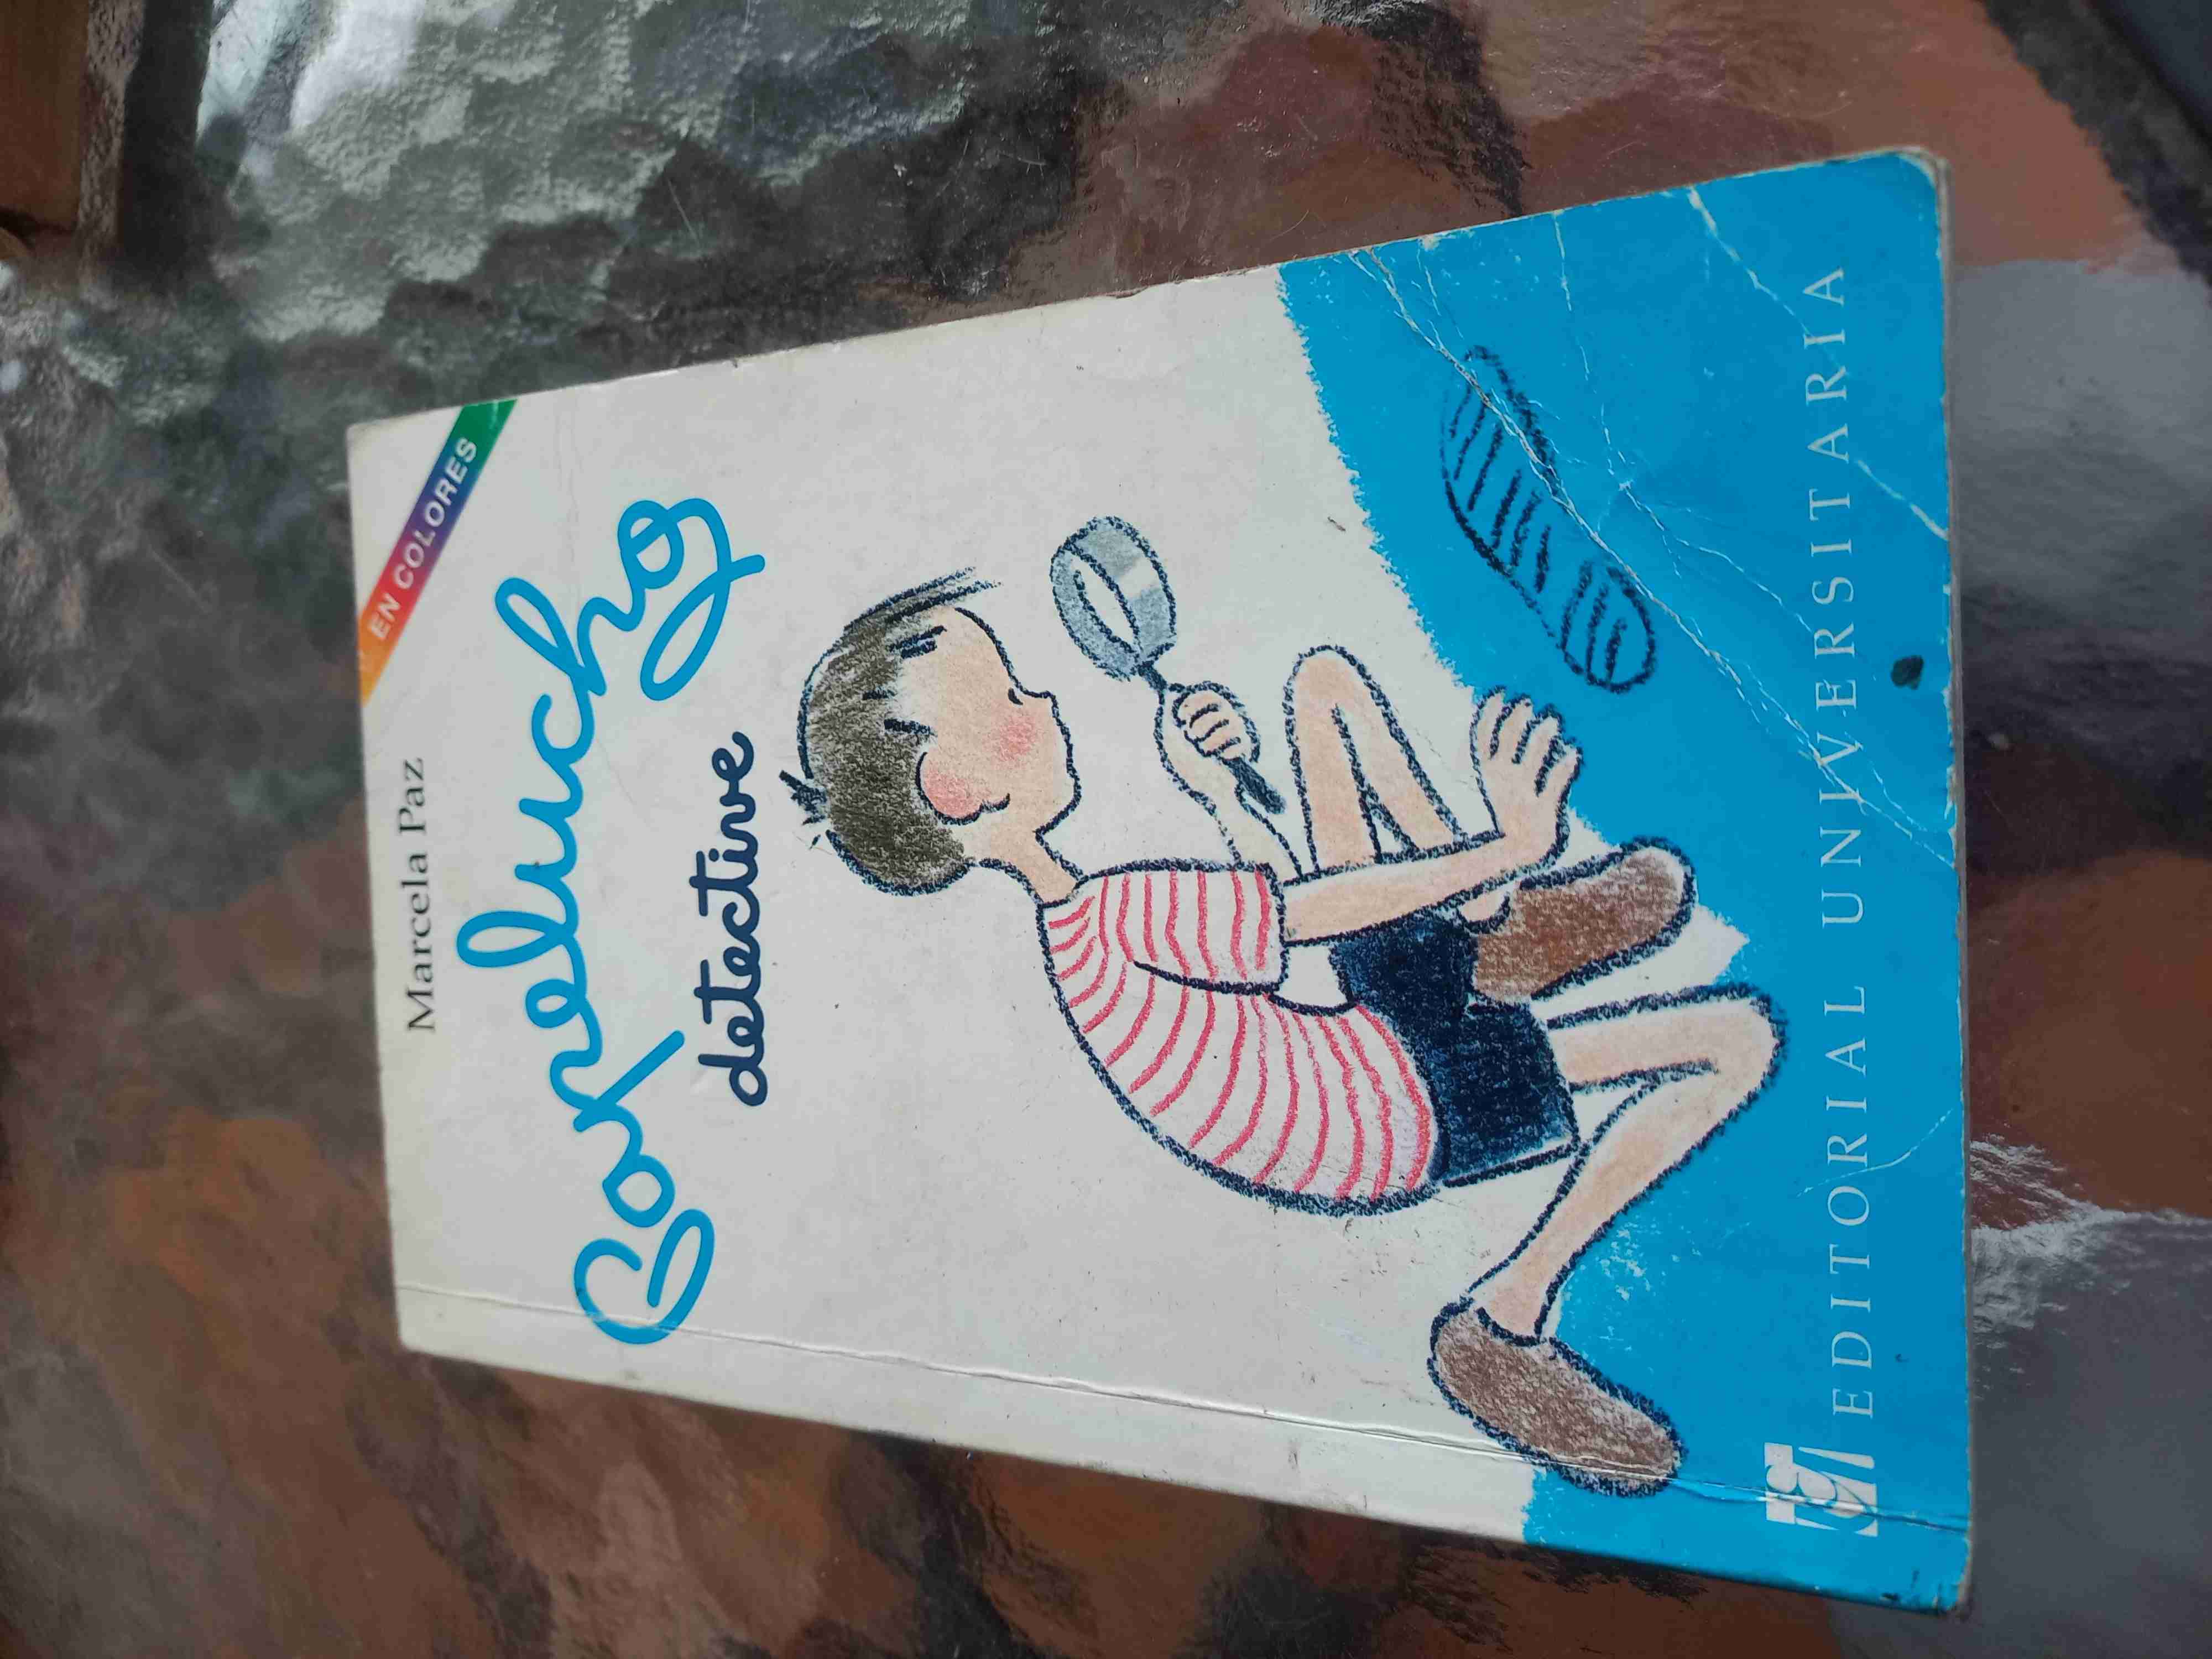 EN COLORES
Marcela Paz
Papelucho
detective
EDITORIAL UNIVERSITARIA